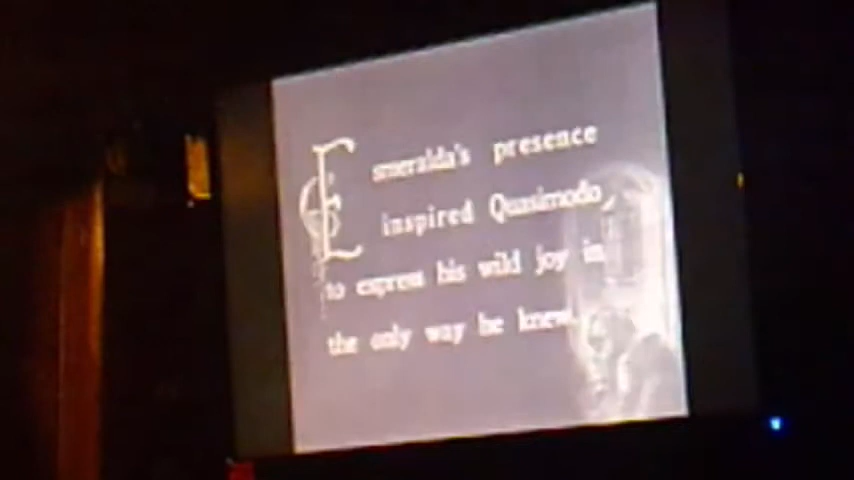 Esmeralda's presence
inspired Quasimodo,
to express his wild joy in
the only way he knew.